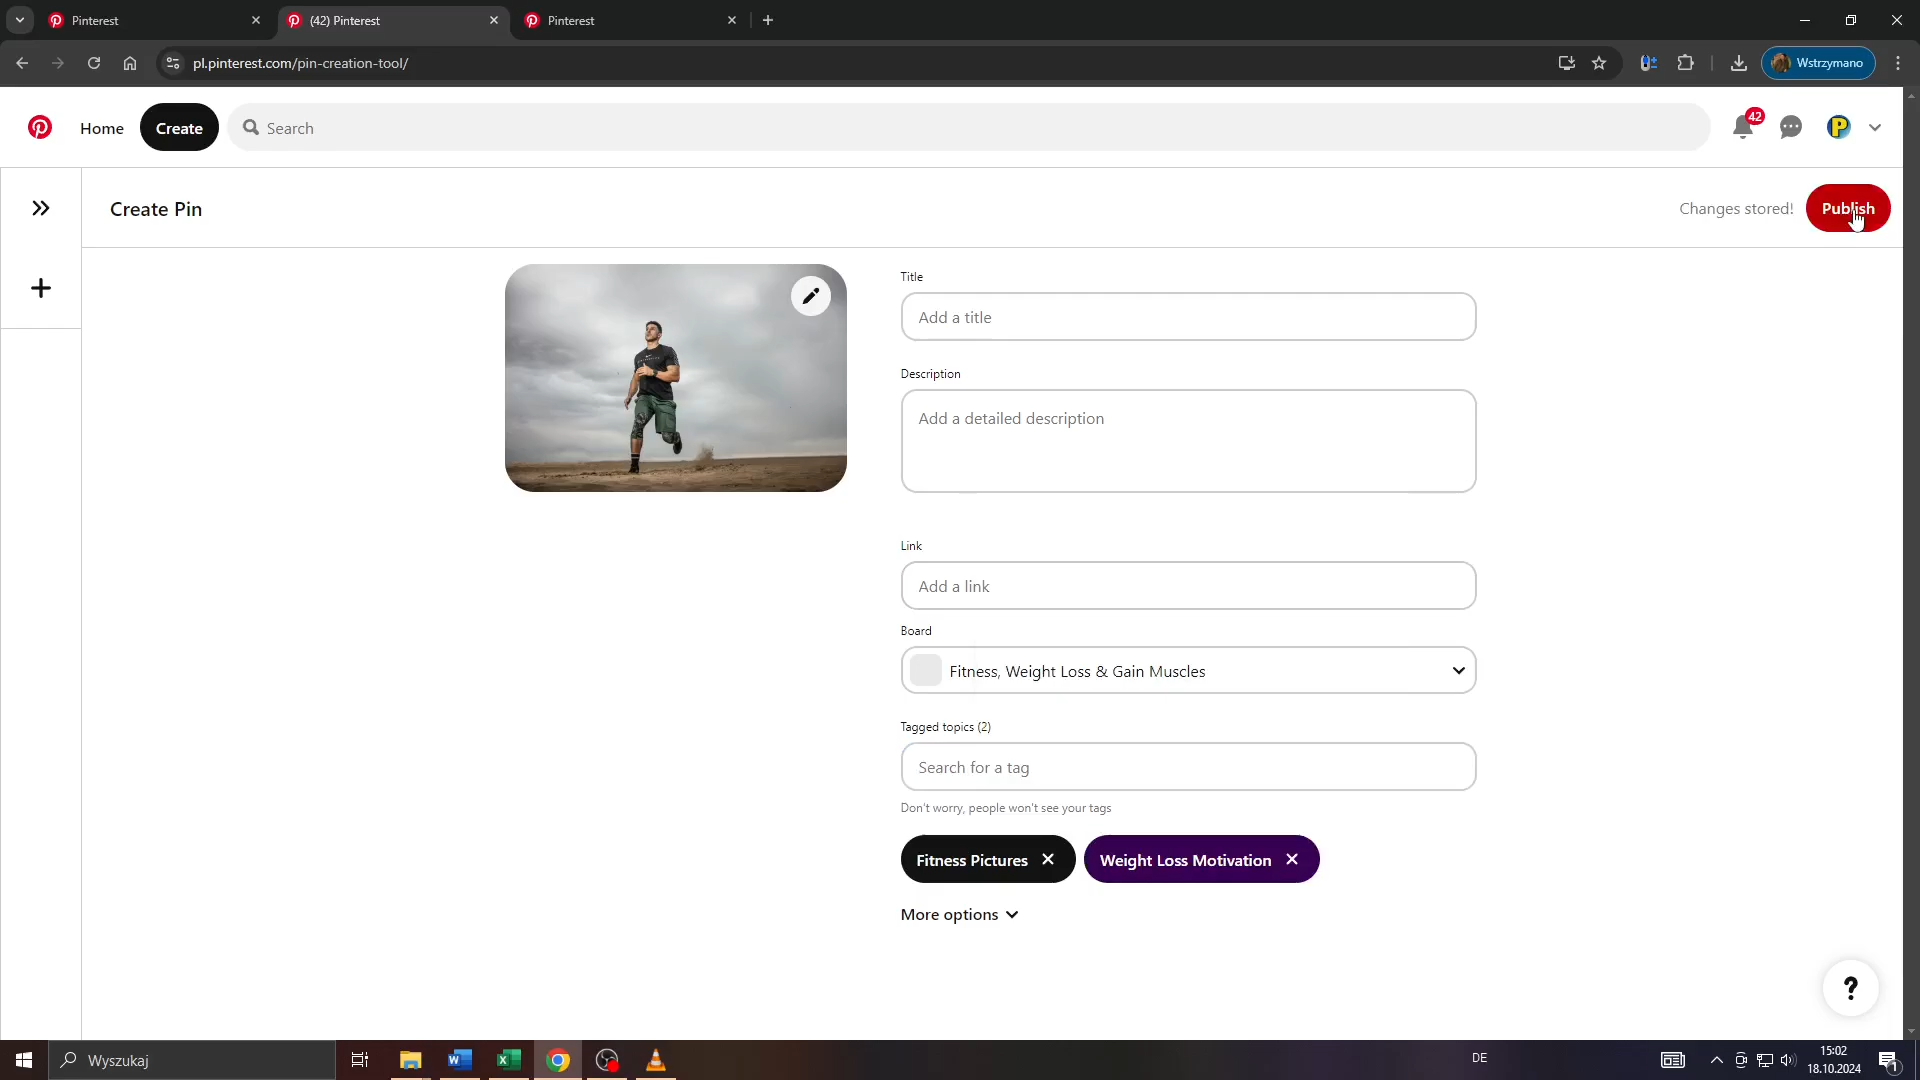 Pinterest
(42) Pinterest
Pinterest
pl.pinterest.com/pin-creation-tool/
Wstrzymano
Home
Create
Search
42
P
Create Pin
Changes stored!
Publish
Title
Add a title
Description
Add a detailed description
Link
Add a link
Board
Fitness, Weight Loss & Gain Muscles
Tagged topics (2)
Search for a tag
Don't worry, people won't see your tags
Fitness Pictures
Weight Loss Motivation
More options
?
Wyszukaj
DE
15:02
18.10.2024
1